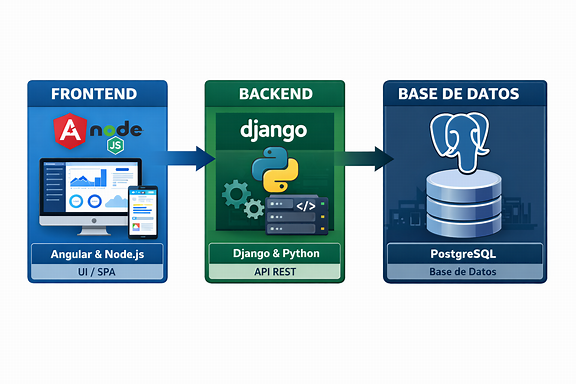 FRONTEND
A node
JS
Angular & Node.js
UI / SPA
BACKEND
django
</>
Django & Python
API REST
BASE DE DATOS
PostgreSQL
Base de Datos